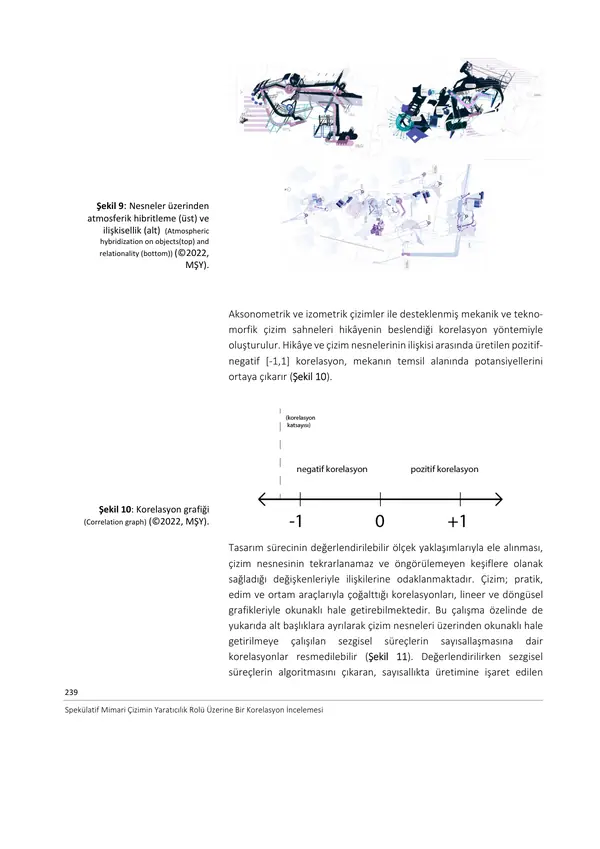 Şekil 9: Nesneler üzerinden
atmosferik hibritleme (üst) ve
ilişkisellik (alt) (Atmospheric
hybridization on objects(top) and
relationality (bottom)) (©2022,
MŞY).
Aksonometrik ve izometrik çizimler ile desteklenmiş mekanik ve tekno-
morfik çizim sahneleri hikâyenin beslendiği korelasyon yöntemiyle
oluşturulur. Hikâye ve çizim nesnelerinin ilişkisi arasında üretilen pozitif-
negatif [-1,1] korelasyon, mekanın temsil alanında potansiyellerini
ortaya çıkarır (Şekil 10).
(korelasyon
katsayısı)
negatif korelasyon pozitif korelasyon
-1 0 +1
Şekil 10: Korelasyon grafiği
(Correlation graph) (©2022, MŞY).
Tasarım sürecinin değerlendirilebilir ölçek yaklaşımlarıyla ele alınması,
çizim nesnesinin tekrarlanamaz ve öngörülemeyen keşiflere olanak
sağladığı değişkenleriyle ilişkilerine odaklanmaktadır. Çizim; pratik,
edim ve ortam araçlarıyla çoğalttığı korelasyonları, lineer ve döngüsel
grafikleriyle okunaklı hale getirebilmektedir. Bu çalışma özelinde de
yukarıda alt başlıklara ayrılarak çizim nesneleri üzerinden okunaklı hale
getirilmeye çalışılan sezgisel süreçlerin sayısallaşmasına dair
korelasyonlar resmedilebilir (Şekil 11). Değerlendirilirken sezgisel
süreçlerin algoritmasını çıkaran, sayısallıkta üretimine işaret edilen
239
Spekülatif Mimari Çizimin Yaratıcılık Rolü Üzerine Bir Korelasyon İncelemesi